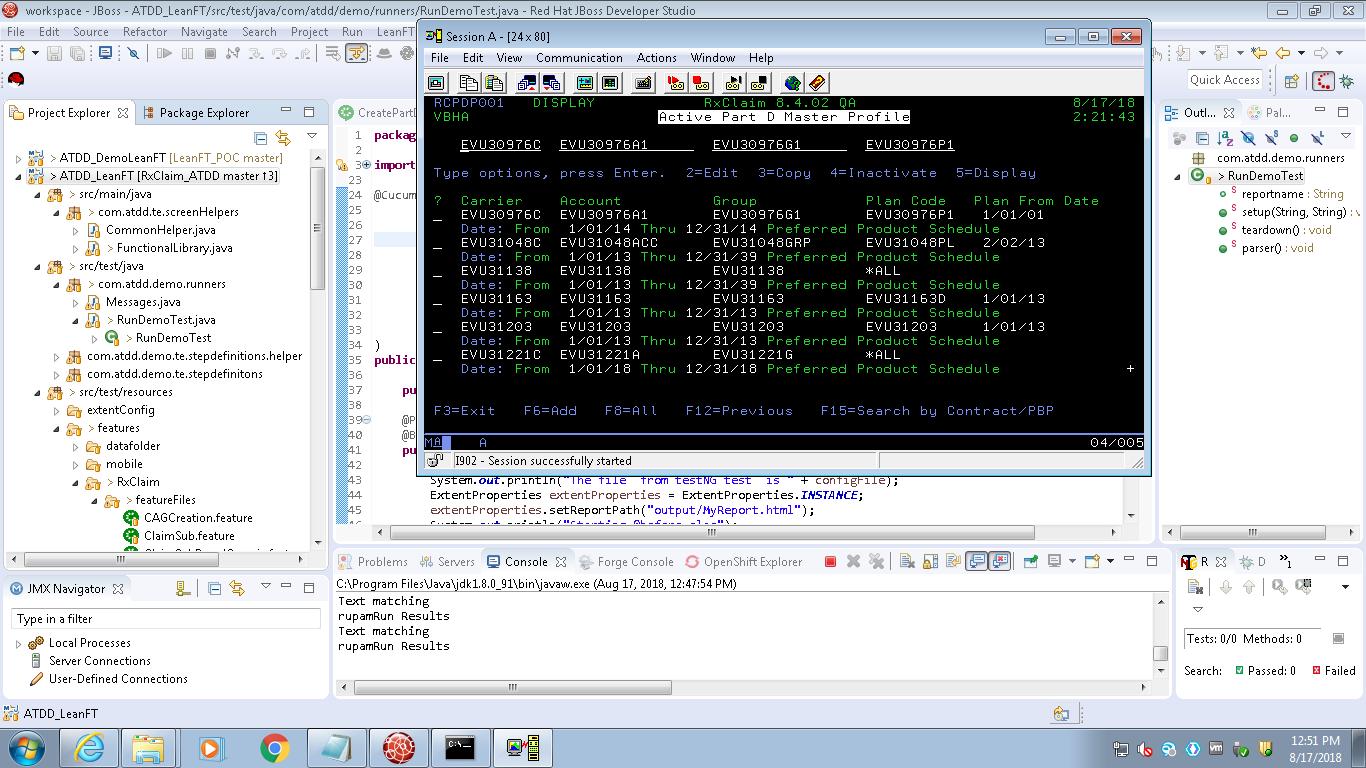 workspace - JBoss - ATDD_LeanFT/src/test/java/com/atdd/demo/runners/RunDemoTest.java - Red Hat JBoss Developer Studio
File Edit Source Refactor Navigate Search Project Run LeanFT
Quick Access
Project Explorer
Package Explorer
> ATDD_DemoLeanFT [LeanFT_POC master]
> ATDD_LeanFT [RxClaim_ATDD master ↑3]
> src/main/java
> com.atdd.te.screenHelpers
CommonHelper.java
> FunctionalLibrary.java
> src/test/java
> com.atdd.demo.runners
Messages.java
> RunDemoTest.java
> RunDemoTest
com.atdd.demo.te.stepdefinitions.helper
com.atdd.demo.te.stepdefinitons
> src/test/resources
extentConfig
> features
datafolder
mobile
> RxClaim
> featureFiles
CAGCreation.feature
ClaimSub.feature
JMX Navigator
Type in a filter
Local Processes
Server Connections
User-Defined Connections
ATDD_LeanFT
CreatePartD
1 packag
2
3 import
23
24 @Cucum
25
26
27
28
29
30
31
32
33
34 )
35 public
36
37 pu
38
39 @P
40 @B
41 pu
43 System.out.println("The file from testNG test is " + configFile);
44 ExtentProperties extentProperties = ExtentProperties.INSTANCE;
45 extentProperties.setReportPath("output/MyReport.html");
Session A - [24 x 80]
File Edit View Communication Actions Window Help
RCPDP001 DISPLAY RxClaim 8.4.02 QA 8/17/18
VBHA Active Part D Master Profile 2:21:43
EVU30976C EVU30976A1 EVU30976G1 EVU30976P1
Type options, press Enter. 2=Edit 3=Copy 4=Inactivate 5=Display
? Carrier Account Group Plan Code Plan From Date
_ EVU30976C EVU30976A1 EVU30976G1 EVU30976P1 1/01/01
Date: From 1/01/14 Thru 12/31/14 Preferred Product Schedule
_ EVU31048C EVU31048ACC EVU31048GRP EVU31048PL 2/02/13
Date: From 1/01/13 Thru 12/31/39 Preferred Product Schedule
_ EVU31138 EVU31138 EVU31138 *ALL
Date: From 1/01/13 Thru 12/31/39 Preferred Product Schedule
_ EVU31163 EVU31163 EVU31163 EVU31163D 1/01/13
Date: From 1/01/13 Thru 12/31/13 Preferred Product Schedule
_ EVU31203 EVU31203 EVU31203 EVU31203 1/01/13
Date: From 1/01/13 Thru 12/31/13 Preferred Product Schedule
_ EVU31221C EVU31221A EVU31221G *ALL
Date: From 1/01/18 Thru 12/31/18 Preferred Product Schedule +
F3=Exit F6=Add F8=All F12=Previous F15=Search by Contract/PBP
MA A 04/005
I902 - Session successfully started
Problems Servers Console Forge Console OpenShift Explorer
C:\Program Files\Java\jdk1.8.0_91\bin\javaw.exe (Aug 17, 2018, 12:47:54 PM)
Text matching
rupamRun Results
Text matching
rupamRun Results
Outl... Pal...
com.atdd.demo.runners
> RunDemoTest
reportname : String
setup(String, String) : v
teardown() : void
parser() : void
R D »1
Tests: 0/0 Methods: 0
Search: Passed: 0 Failed
12:51 PM
8/17/2018